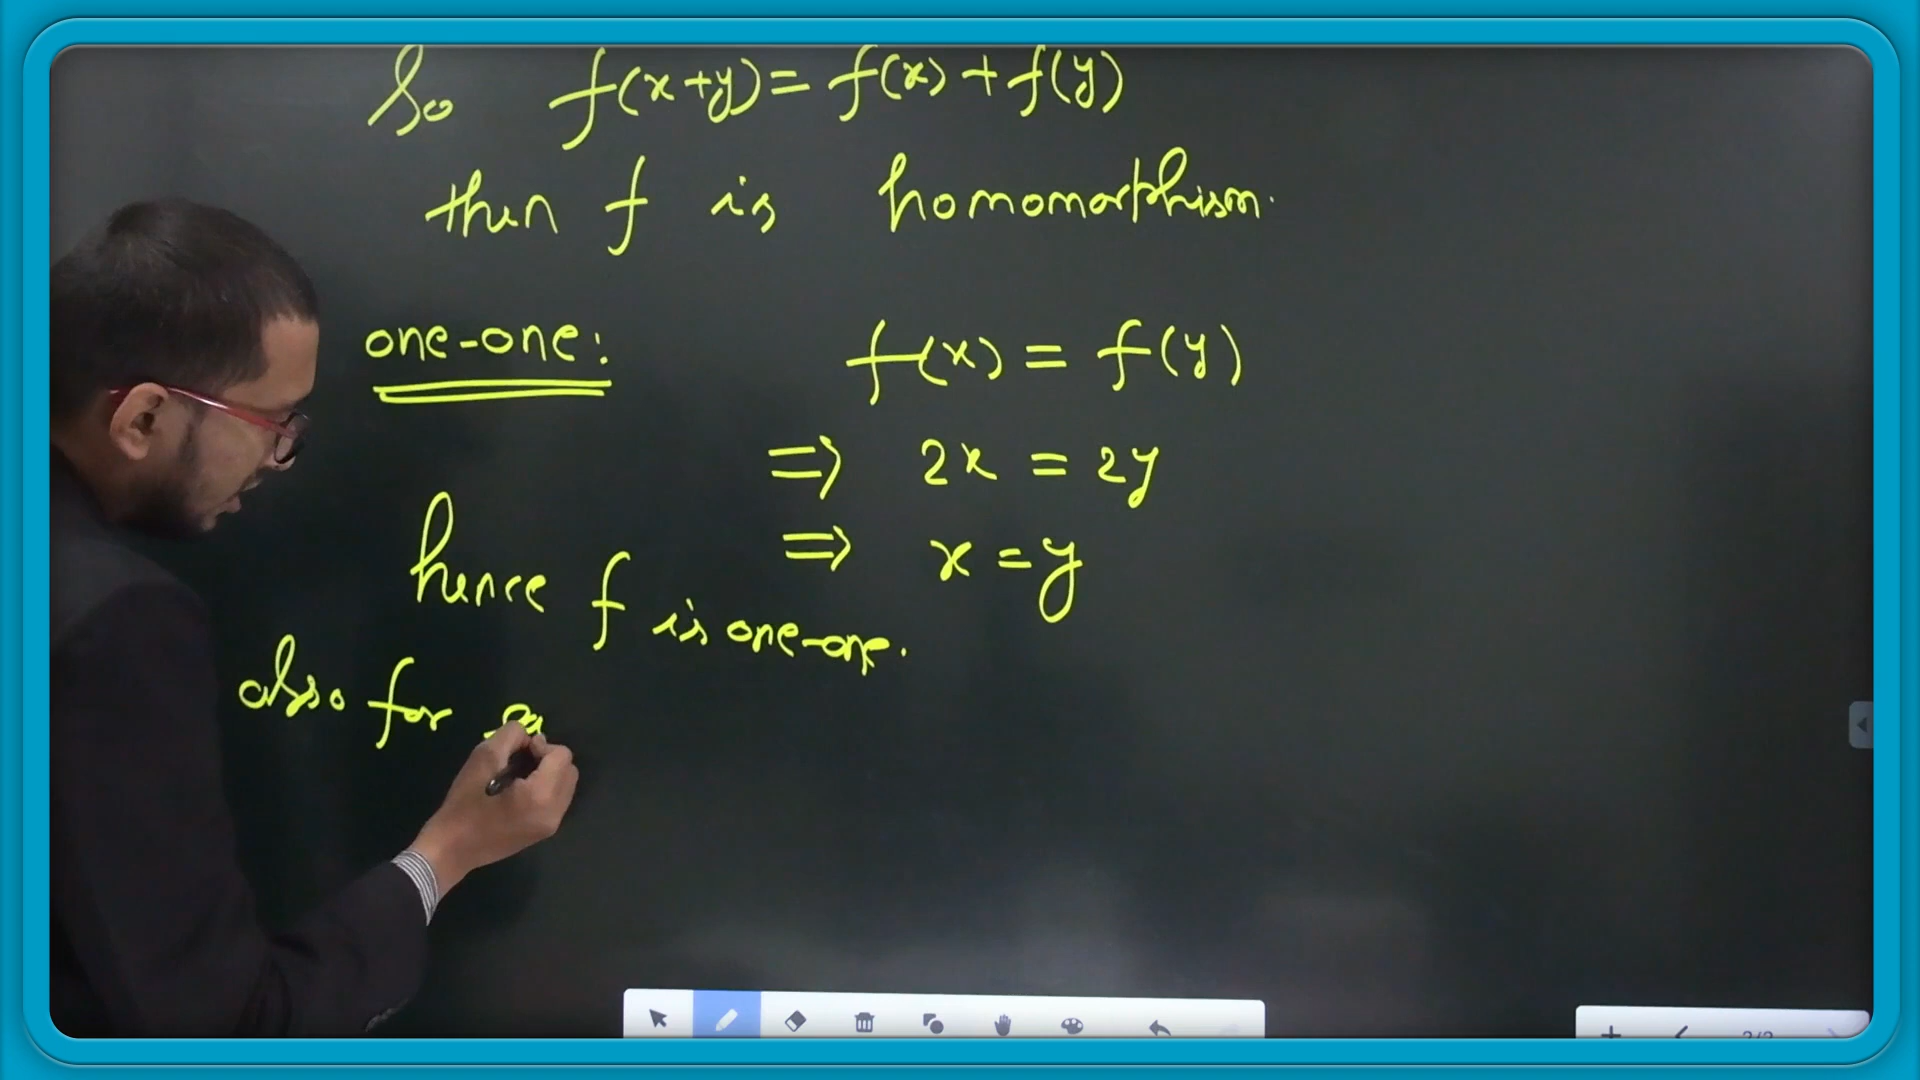 So f(x+y) = f(x) + f(y)
then f is homomorphism.
one-one: f(x) = f(y)
⇒ 2x = 2y
⇒ x = y
hence f is one-one.
also for